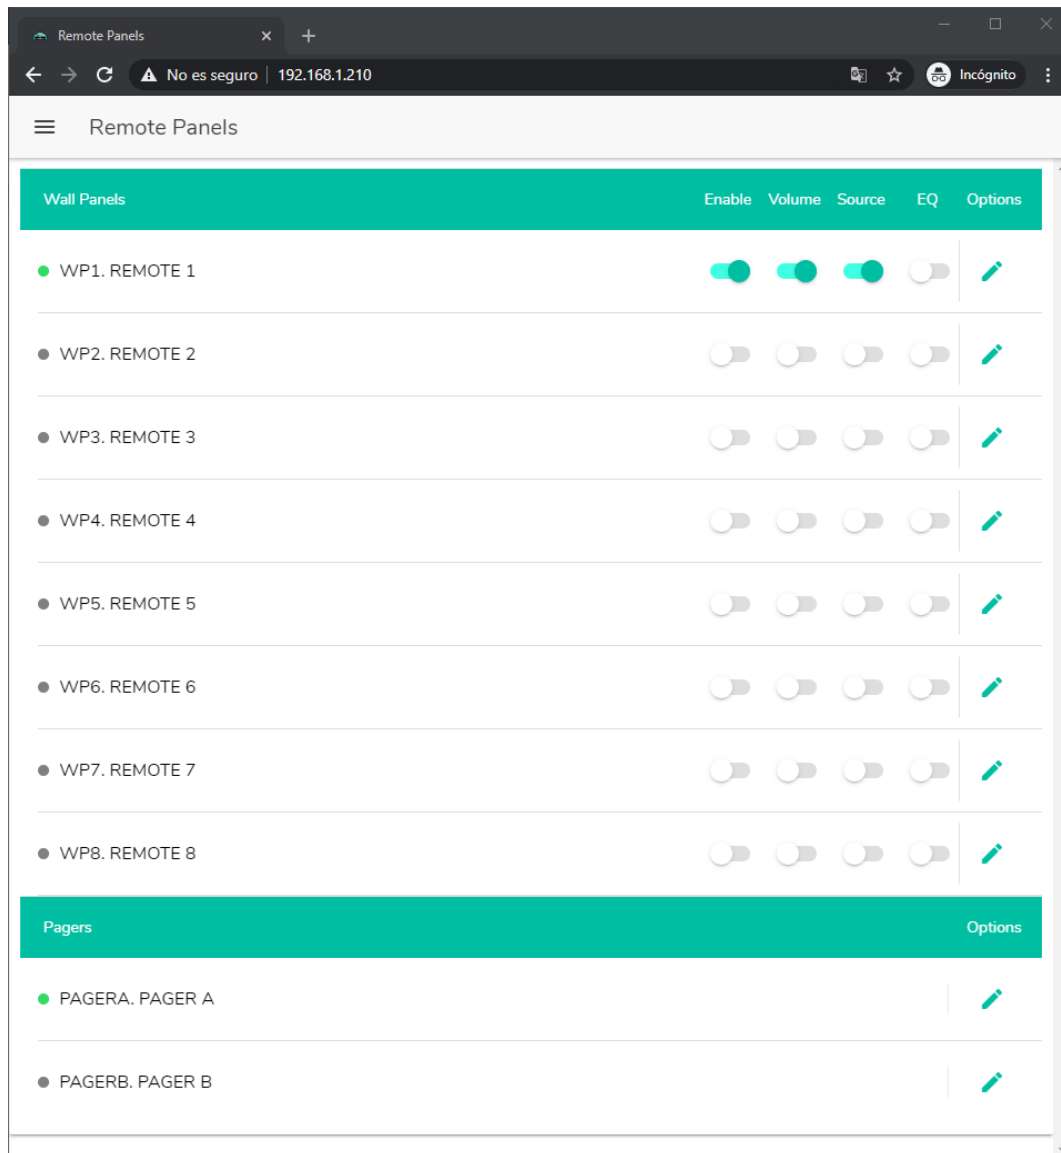 Remote Panels
No es seguro | 192.168.1.210 Incógnito
Remote Panels
Wall Panels Enable Volume Source EQ Options
WP1. REMOTE 1
WP2. REMOTE 2
WP3. REMOTE 3
WP4. REMOTE 4
WP5. REMOTE 5
WP6. REMOTE 6
WP7. REMOTE 7
WP8. REMOTE 8
Pagers Options
PAGERA. PAGER A
PAGERB. PAGER B